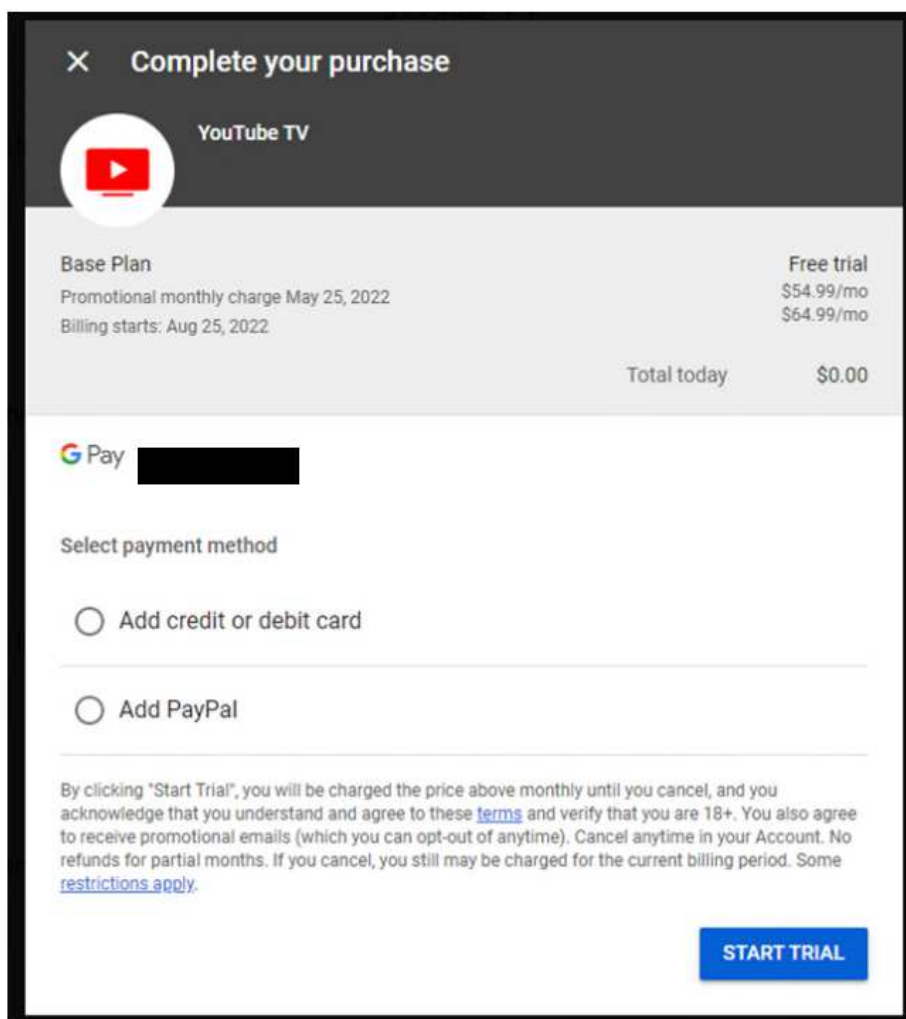 Complete your purchase
YouTube TV
Base Plan Free trial
Promotional monthly charge May 25, 2022 $54.99/mo
Billing starts: Aug 25, 2022 $64.99/mo
Total today $0.00
G Pay
Select payment method
Add credit or debit card
Add PayPal
By clicking "Start Trial", you will be charged the price above monthly until you cancel, and you
acknowledge that you understand and agree to these terms and verify that you are 18+. You also agree
to receive promotional emails (which you can opt-out of anytime). Cancel anytime in your Account. No
refunds for partial months. If you cancel, you still may be charged for the current billing period. Some
restrictions apply.
START TRIAL